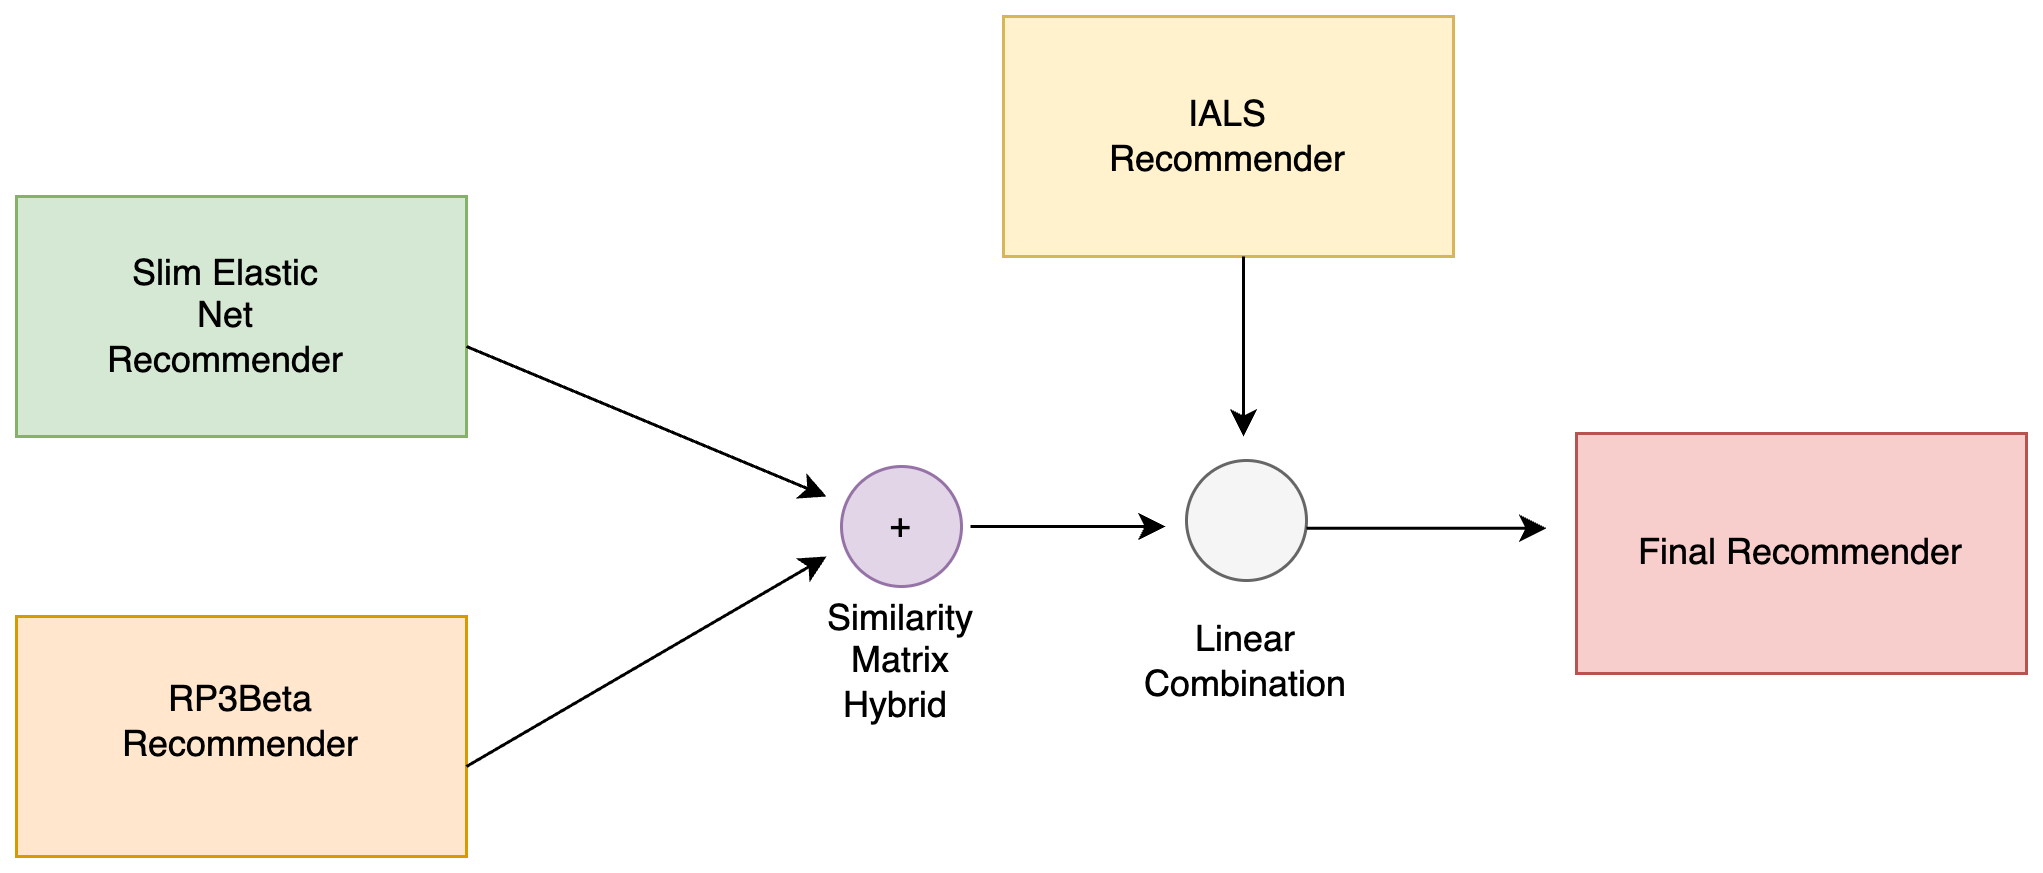 IALS
Recommender
Slim Elastic
Net
Recommender
+
Similarity
Matrix
Hybrid
Linear
Combination
Final Recommender
RP3Beta
Recommender